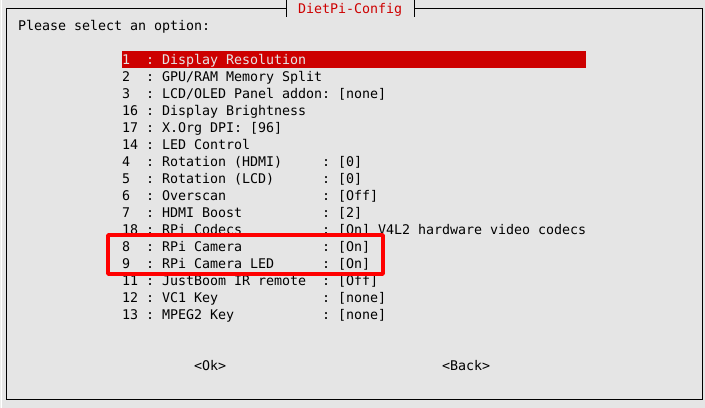 DietPi-Config
Please select an option:
1 : Display Resolution
2 : GPU/RAM Memory Split
3 : LCD/OLED Panel addon: [none]
16 : Display Brightness
17 : X.Org DPI: [96]
14 : LED Control
4 : Rotation (HDMI) : [0]
5 : Rotation (LCD) : [0]
6 : Overscan : [Off]
7 : HDMI Boost : [2]
18 : RPi Codecs : [On] V4L2 hardware video codecs
8 : RPi Camera : [On]
9 : RPi Camera LED : [On]
11 : JustBoom IR remote : [Off]
12 : VC1 Key : [none]
13 : MPEG2 Key : [none]
<Ok> <Back>